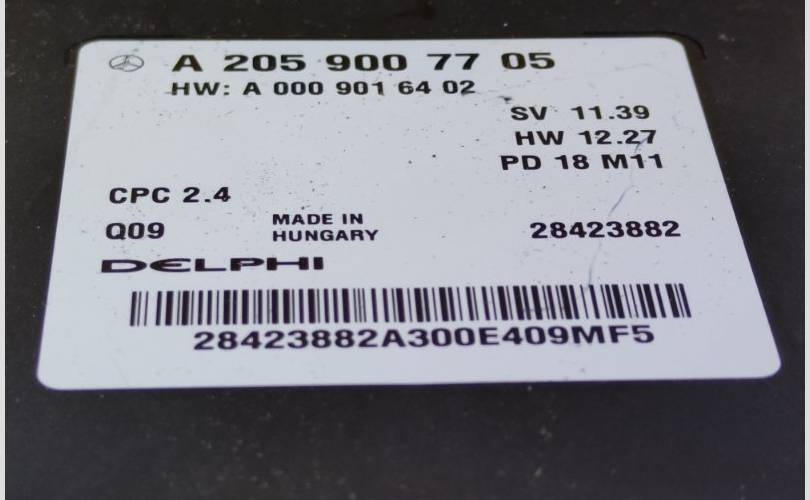 A 205 900 77 05
HW: A 000 901 64 02
SV 11.39
HW 12.27
PD 18 M11
CPC 2.4
Q09
MADE IN
HUNGARY
28423882
DELPHI
28423882A300E409MF5